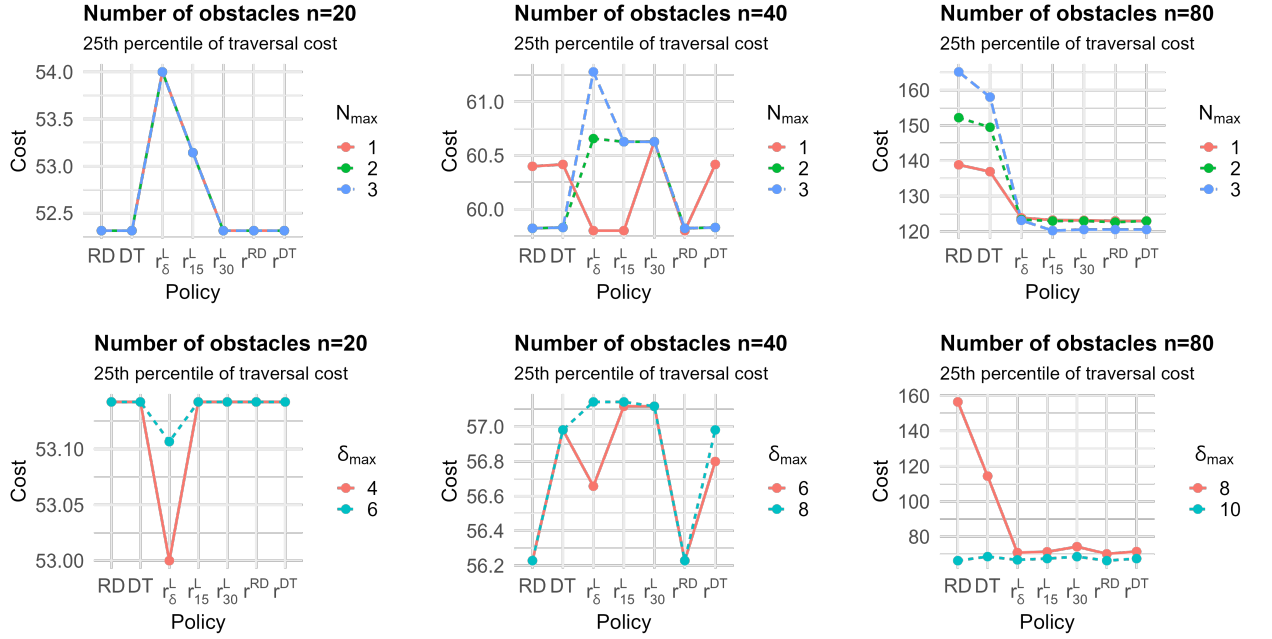 Number of obstacles n=20
25th percentile of traversal cost
54.0
53.5
53.0
52.5
Cost
RD DT r^L_δ r^L_15 r^L_30 r^RD r^DT
Policy
N_max
1
2
3
Number of obstacles n=40
25th percentile of traversal cost
61.0
60.5
60.0
Cost
RD DT r^L_δ r^L_15 r^L_30 r^RD r^DT
Policy
N_max
1
2
3
Number of obstacles n=80
25th percentile of traversal cost
160
150
140
130
120
Cost
RD DT r^L_δ r^L_15 r^L_30 r^RD r^DT
Policy
N_max
1
2
3
Number of obstacles n=20
25th percentile of traversal cost
53.10
53.05
53.00
Cost
RD DT r^L_δ r^L_15 r^L_30 r^RD r^DT
Policy
δ_max
4
6
Number of obstacles n=40
25th percentile of traversal cost
57.0
56.8
56.6
56.4
56.2
Cost
RD DT r^L_δ r^L_15 r^L_30 r^RD r^DT
Policy
δ_max
6
8
Number of obstacles n=80
25th percentile of traversal cost
160
140
120
100
80
Cost
RD DT r^L_δ r^L_15 r^L_30 r^RD r^DT
Policy
δ_max
8
10